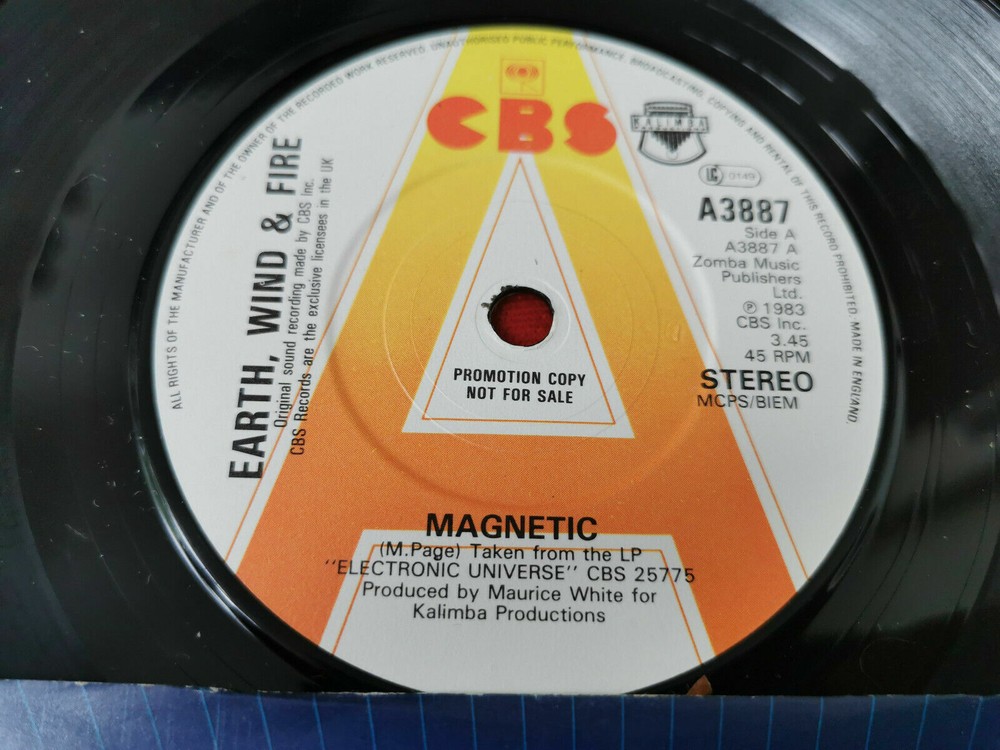 ALL RIGHTS OF THE MANUFACTURER AND OF THE OWNER OF THE RECORDED WORK RESERVED. UNAUTHORISED PUBLIC PERFORMANCE, BROADCASTING, COPYING AND RENTAL OF THIS RECORD PROHIBITED. MADE IN ENGLAND.
CBS
KALIMBA
LC 0149
EARTH, WIND & FIRE
Original sound recording made by CBS Inc.
CBS Records are the exclusive licensees in the UK
A3887
Side A
A3887 A
Zomba Music
Publishers
Ltd.
℗ 1983
CBS Inc.
3.45
45 RPM
STEREO
MCPS/BIEM
PROMOTION COPY
NOT FOR SALE
A
MAGNETIC
(M.Page) Taken from the LP
"ELECTRONIC UNIVERSE" CBS 25775
Produced by Maurice White for
Kalimba Productions